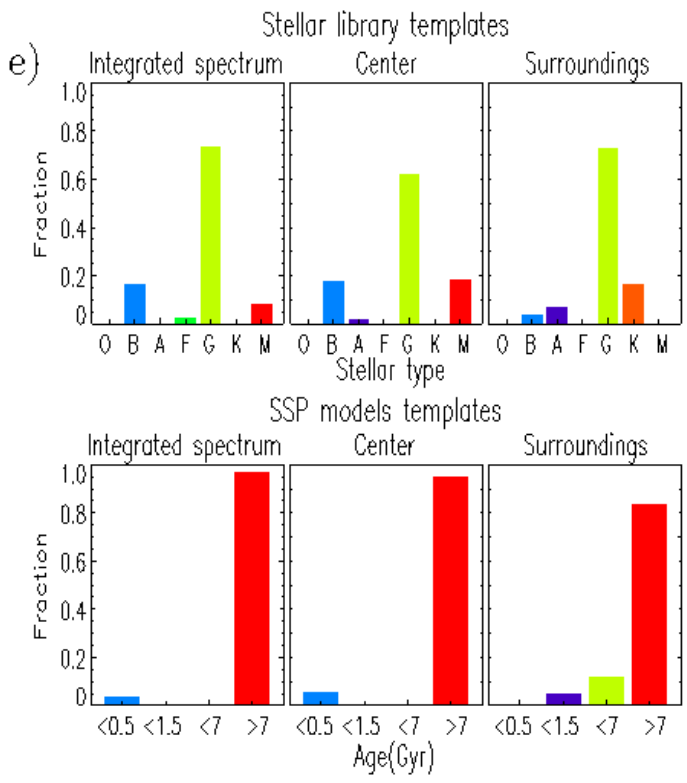 Stellar library templates
e)
Integrated spectrum Center Surroundings
1.0
0.8
0.6
0.4
0.2
0
Fraction
O B A F G K M O B A F G K M O B A F G K M
Stellar type
SSP models templates
Integrated spectrum Center Surroundings
1.0
0.8
0.6
0.4
0.2
0
Fraction
<0.5 <1.5 <7 >7 <0.5 <1.5 <7 >7 <0.5 <1.5 <7 >7
Age(Gyr)